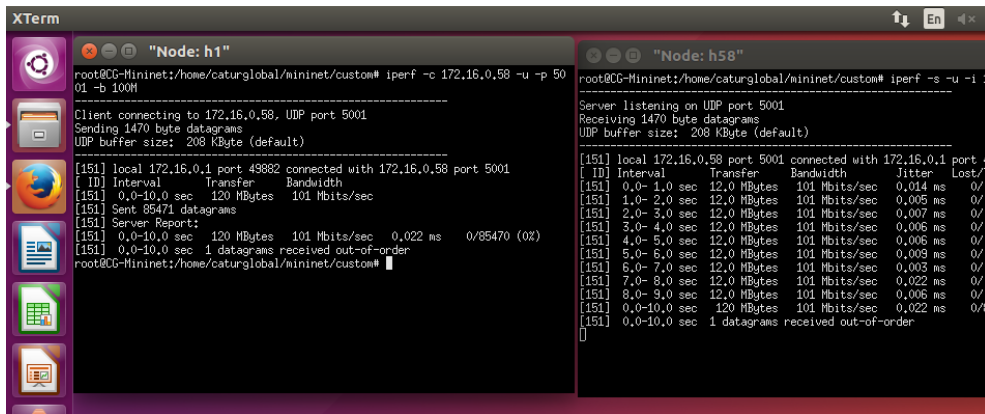 XTerm
En
"Node: h1"
root@CG-Mininet:/home/caturglobal/mininet/custom# iperf -c 172.16.0.58 -u -p 50
01 -b 100M
------------------------------------------------------------
Client connecting to 172.16.0.58, UDP port 5001
Sending 1470 byte datagrams
UDP buffer size: 208 KByte (default)
------------------------------------------------------------
[151] local 172.16.0.1 port 49882 connected with 172.16.0.58 port 5001
[ ID] Interval Transfer Bandwidth
[151] 0.0-10.0 sec 120 MBytes 101 Mbits/sec
[151] Sent 85471 datagrams
[151] Server Report:
[151] 0.0-10.0 sec 120 MBytes 101 Mbits/sec 0.022 ms 0/85470 (0%)
[151] 0.0-10.0 sec 1 datagrams received out-of-order
root@CG-Mininet:/home/caturglobal/mininet/custom#
"Node: h58"
root@CG-Mininet:/home/caturglobal/mininet/custom# iperf -s -u -i
------------------------------------------------------------
Server listening on UDP port 5001
Receiving 1470 byte datagrams
UDP buffer size: 208 KByte (default)
------------------------------------------------------------
[151] local 172.16.0.58 port 5001 connected with 172.16.0.1 port
[ ID] Interval Transfer Bandwidth Jitter Lost/
[151] 0.0- 1.0 sec 12.0 MBytes 101 Mbits/sec 0.014 ms 0/
[151] 1.0- 2.0 sec 12.0 MBytes 101 Mbits/sec 0.005 ms 0/
[151] 2.0- 3.0 sec 12.0 MBytes 101 Mbits/sec 0.007 ms 0/
[151] 3.0- 4.0 sec 12.0 MBytes 101 Mbits/sec 0.006 ms 0/
[151] 4.0- 5.0 sec 12.0 MBytes 101 Mbits/sec 0.006 ms 0/
[151] 5.0- 6.0 sec 12.0 MBytes 101 Mbits/sec 0.009 ms 0/
[151] 6.0- 7.0 sec 12.0 MBytes 101 Mbits/sec 0.003 ms 0/
[151] 7.0- 8.0 sec 12.0 MBytes 101 Mbits/sec 0.022 ms 0/
[151] 8.0- 9.0 sec 12.0 MBytes 101 Mbits/sec 0.006 ms 0/
[151] 0.0-10.0 sec 120 MBytes 101 Mbits/sec 0.022 ms 0/
[151] 0.0-10.0 sec 1 datagrams received out-of-order